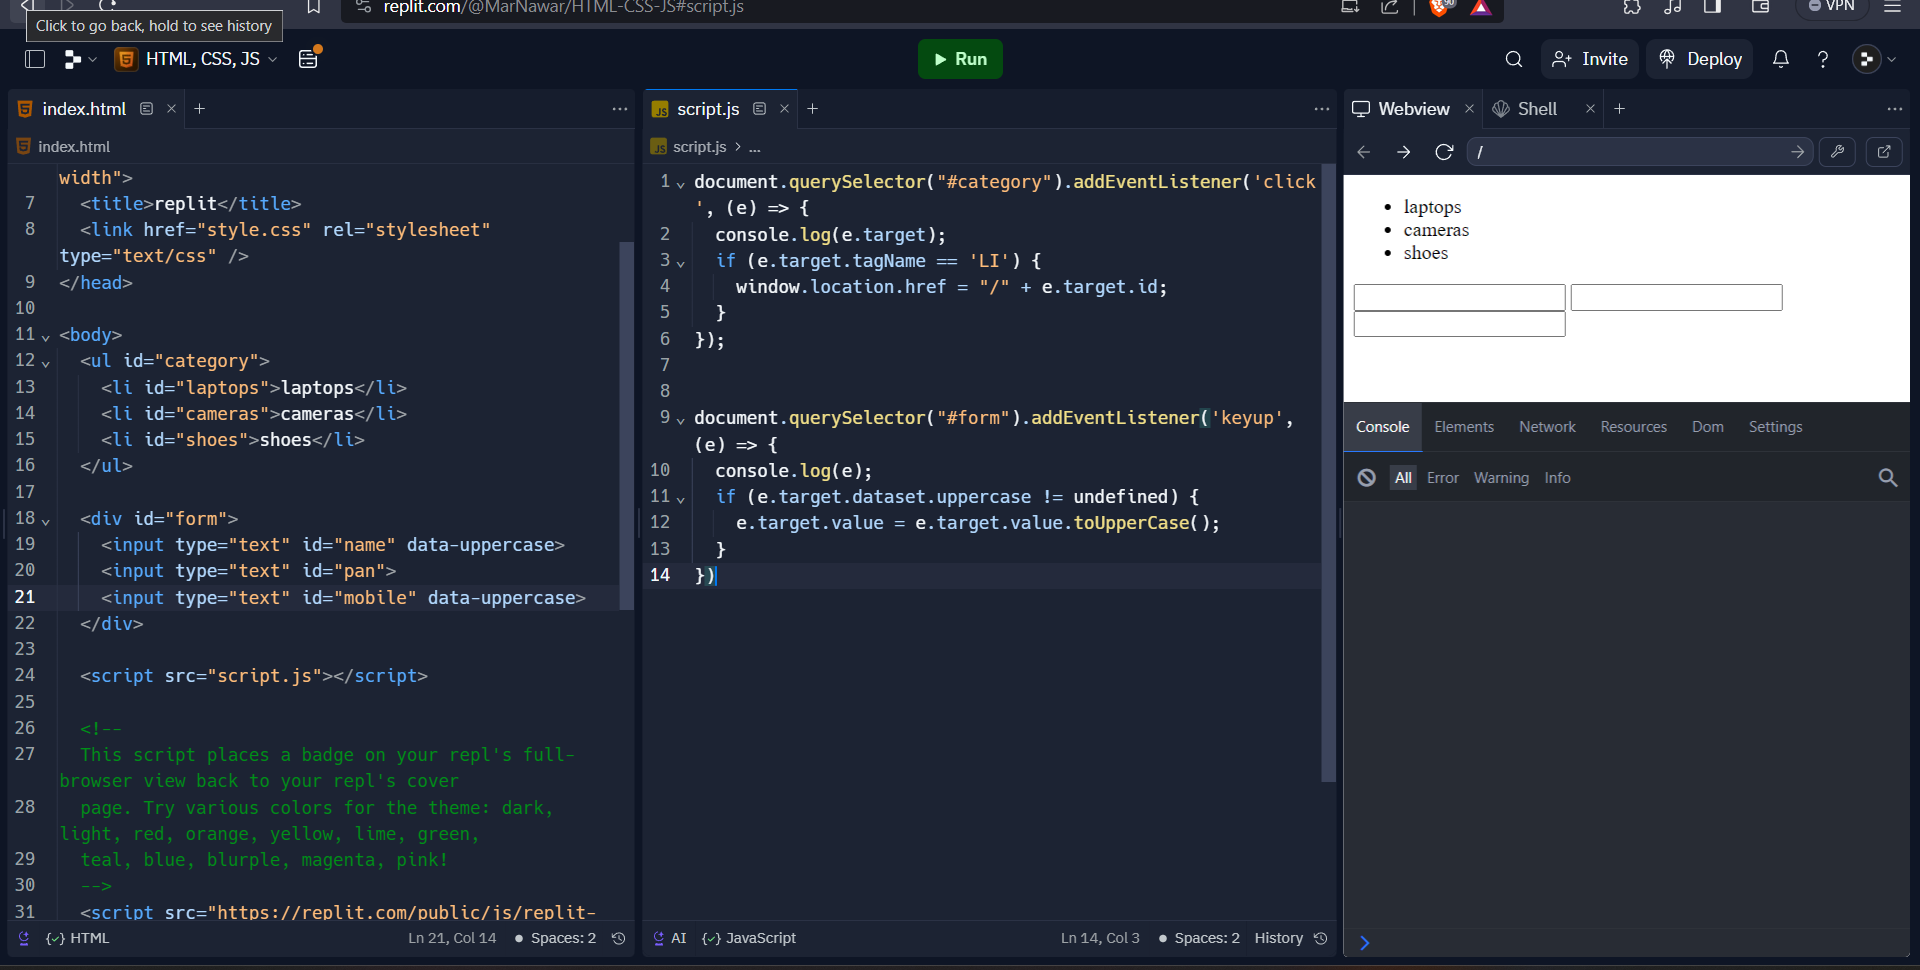 replit.com/@MarNawar/HTML-CSS-JS#script.js
90
VPN
Click to go back, hold to see history
HTML, CSS, JS
Run
Invite
Deploy
index.html
index.html
width">
7 <title>replit</title>
8 <link href="style.css" rel="stylesheet"
type="text/css" />
9 </head>
10
11 <body>
12 <ul id="category">
13 <li id="laptops">laptops</li>
14 <li id="cameras">cameras</li>
15 <li id="shoes">shoes</li>
16 </ul>
17
18 <div id="form">
19 <input type="text" id="name" data-uppercase>
20 <input type="text" id="pan">
21 <input type="text" id="mobile" data-uppercase>
22 </div>
23
24 <script src="script.js"></script>
25
26 <!--
27 This script places a badge on your repl's full-
browser view back to your repl's cover
28 page. Try various colors for the theme: dark,
light, red, orange, yellow, lime, green,
29 teal, blue, blurple, magenta, pink!
30 -->
31 <script src="https://replit.com/public/js/replit-
HTML
Ln 21, Col 14
Spaces: 2
JS script.js
JS script.js > ...
1 document.querySelector("#category").addEventListener('click
', (e) => {
2 console.log(e.target);
3 if (e.target.tagName == 'LI') {
4 window.location.href = "/" + e.target.id;
5 }
6 });
7
8
9 document.querySelector("#form").addEventListener('keyup',
(e) => {
10 console.log(e);
11 if (e.target.dataset.uppercase != undefined) {
12 e.target.value = e.target.value.toUpperCase();
13 }
14 })
AI
JavaScript
Ln 14, Col 3
Spaces: 2
History
Webview
Shell
/
laptops
cameras
shoes
Console Elements Network Resources Dom Settings
All Error Warning Info